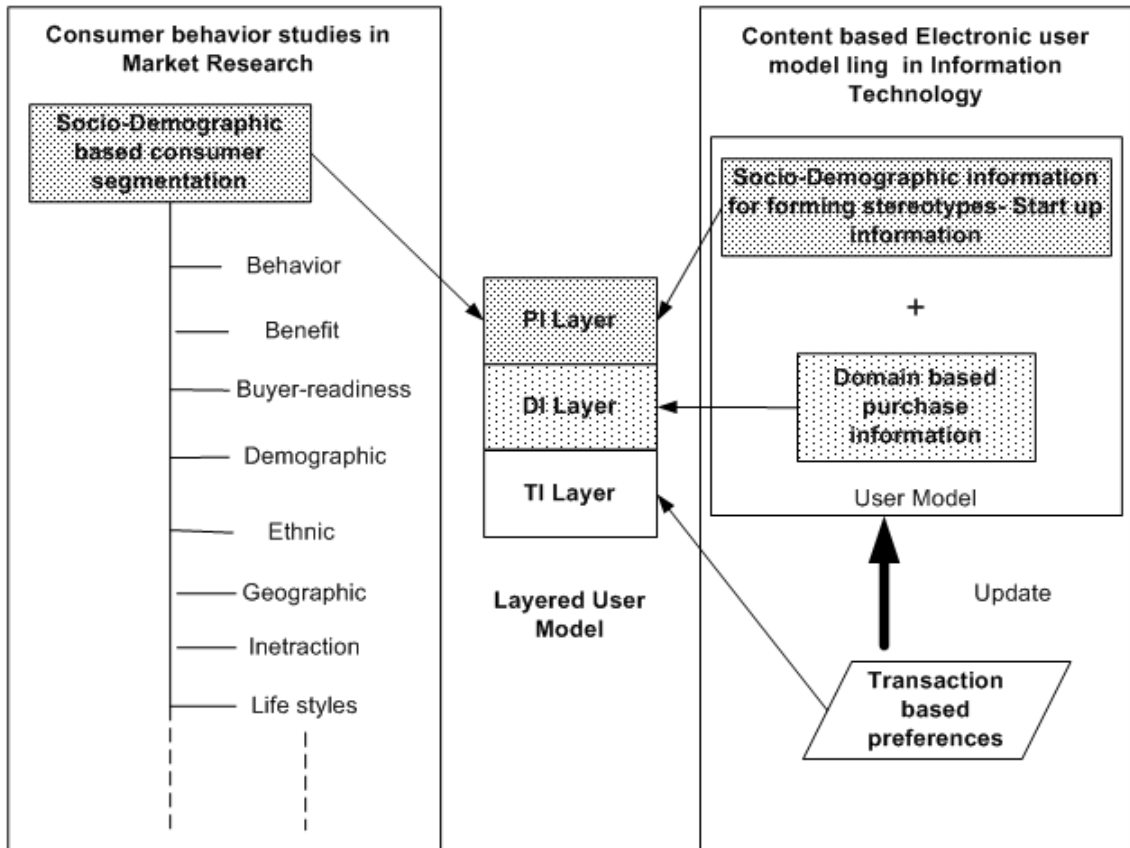 Consumer behavior studies in
Market Research
Socio-Demographic
based consumer
segmentation
Behavior
Benefit
Buyer-readiness
Demographic
Ethnic
Geographic
Inetraction
Life styles
PI Layer
DI Layer
TI Layer
Layered User
Model
Content based Electronic user
model ling in Information
Technology
Socio-Demographic information
for forming stereotypes- Start up
information
+
Domain based
purchase
information
User Model
Update
Transaction
based
preferences